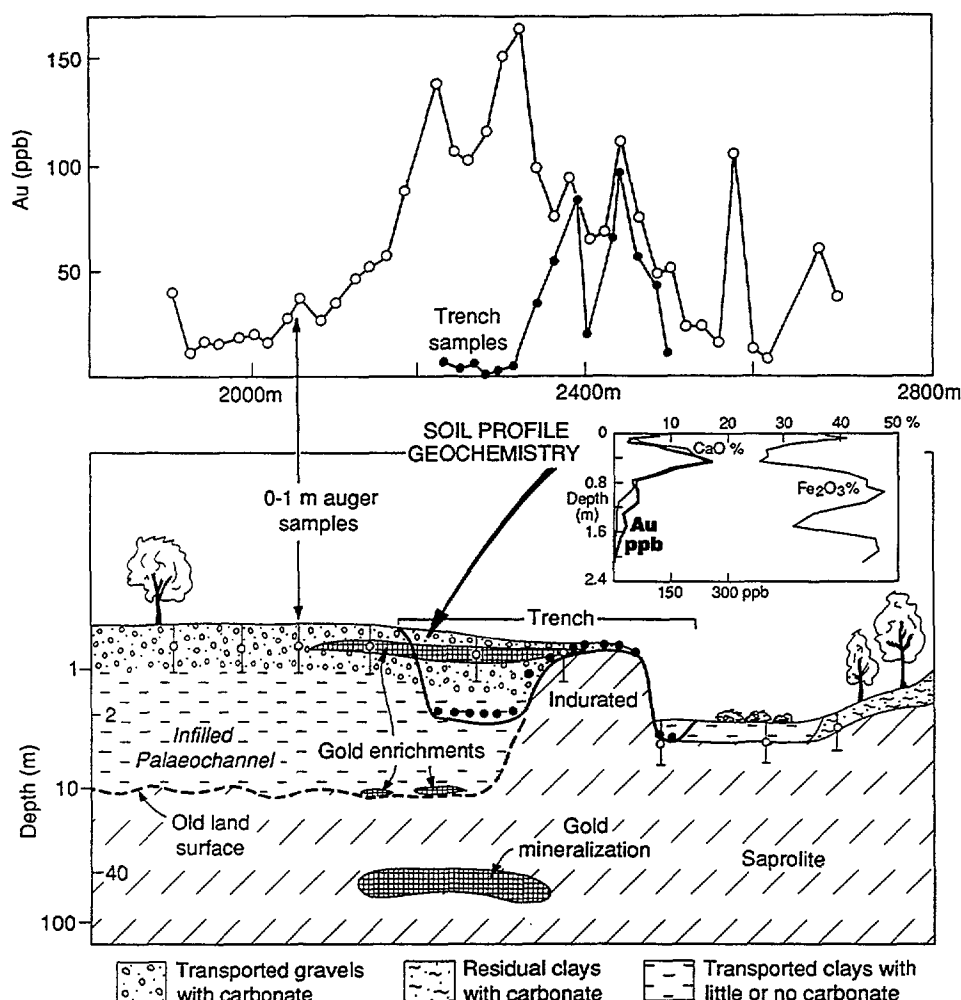 150
100
50
Au (ppb)
Trench
samples
2000m
2400m
2800m
SOIL PROFILE
GEOCHEMISTRY
10 20 30 40 50 %
0
CaO %
Fe2O3%
0.8
Depth
(m)
1.6
Au
ppb
2.4
150 300 ppb
0-1 m auger
samples
Trench
1
2
10
40
100
Depth (m)
Indurated
Infilled
Palaeochannel
Gold enrichments
Old land
surface
Gold
mineralization
Saprolite
Transported gravels
with carbonate
Residual clays
with carbonate
Transported clays with
little or no carbonate